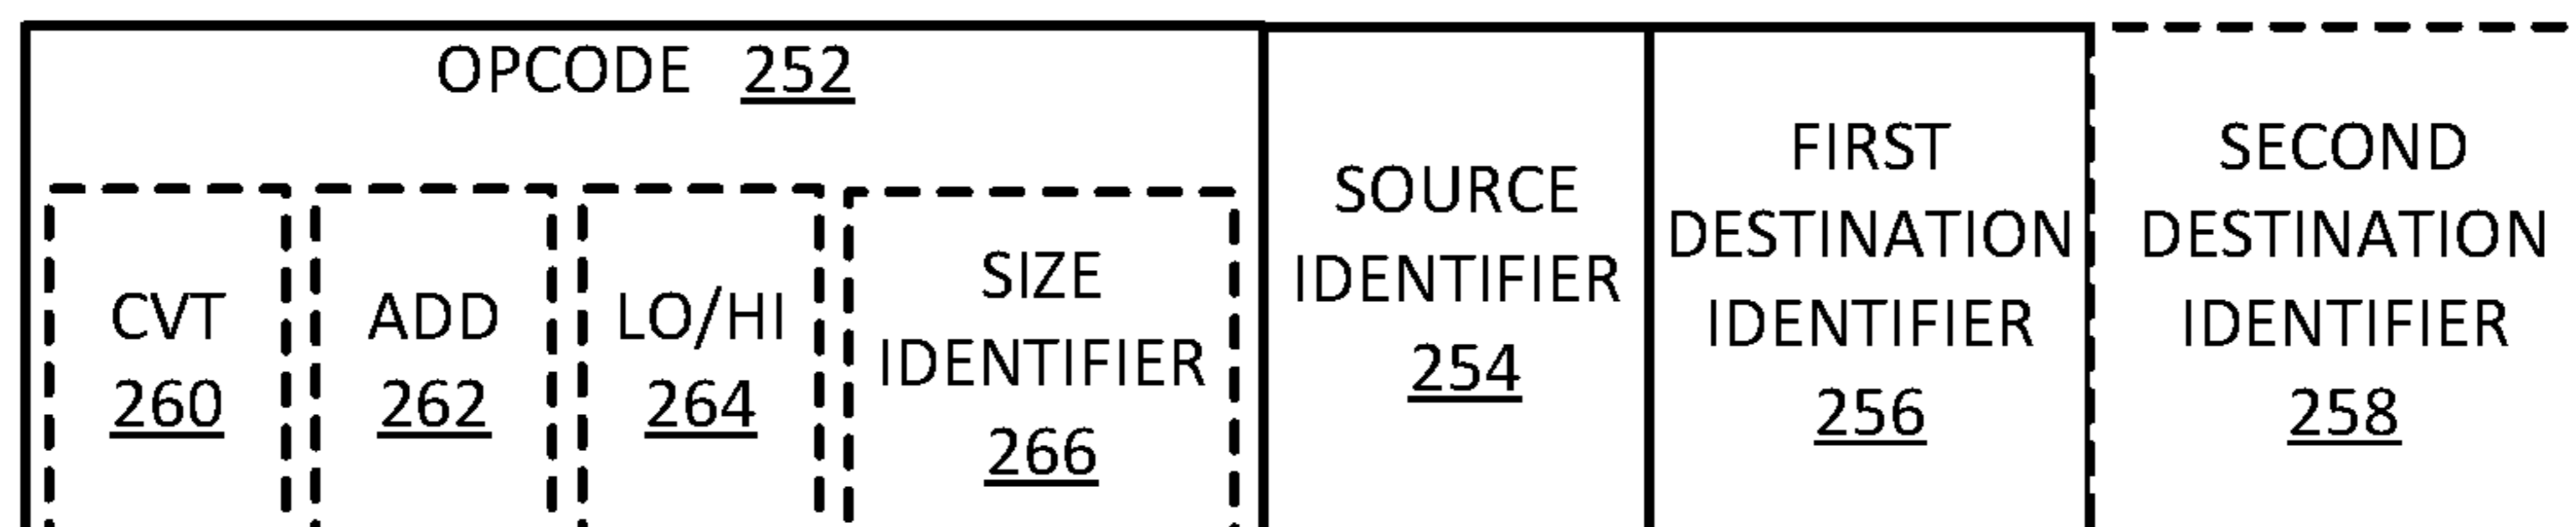 OPCODE 252
CVT
260
ADD
262
LO/HI
264
SIZE
IDENTIFIER
266
SOURCE
IDENTIFIER
254
FIRST
DESTINATION
IDENTIFIER
256
SECOND
DESTINATION
IDENTIFIER
258